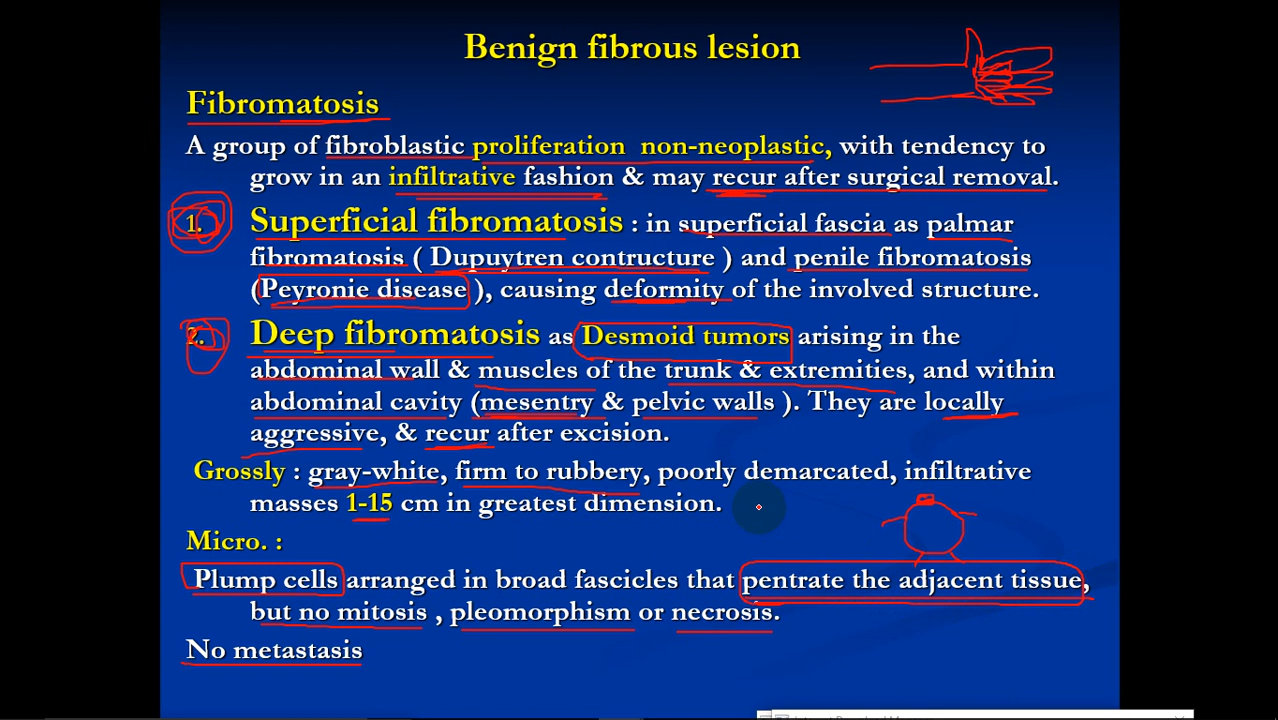 Benign fibrous lesion
Fibromatosis
A group of fibroblastic proliferation non-neoplastic, with tendency to
grow in an infiltrative fashion & may recur after surgical removal.
1. Superficial fibromatosis : in superficial fascia as palmar
fibromatosis ( Dupuytren contructure ) and penile fibromatosis
(Peyronie disease ), causing deformity of the involved structure.
2. Deep fibromatosis as Desmoid tumors arising in the
abdominal wall & muscles of the trunk & extremities, and within
abdominal cavity (mesentry & pelvic walls ). They are locally
aggressive, & recur after excision.
Grossly : gray-white, firm to rubbery, poorly demarcated, infiltrative
masses 1-15 cm in greatest dimension.
Micro. :
Plump cells arranged in broad fascicles that pentrate the adjacent tissue,
but no mitosis , pleomorphism or necrosis.
No metastasis